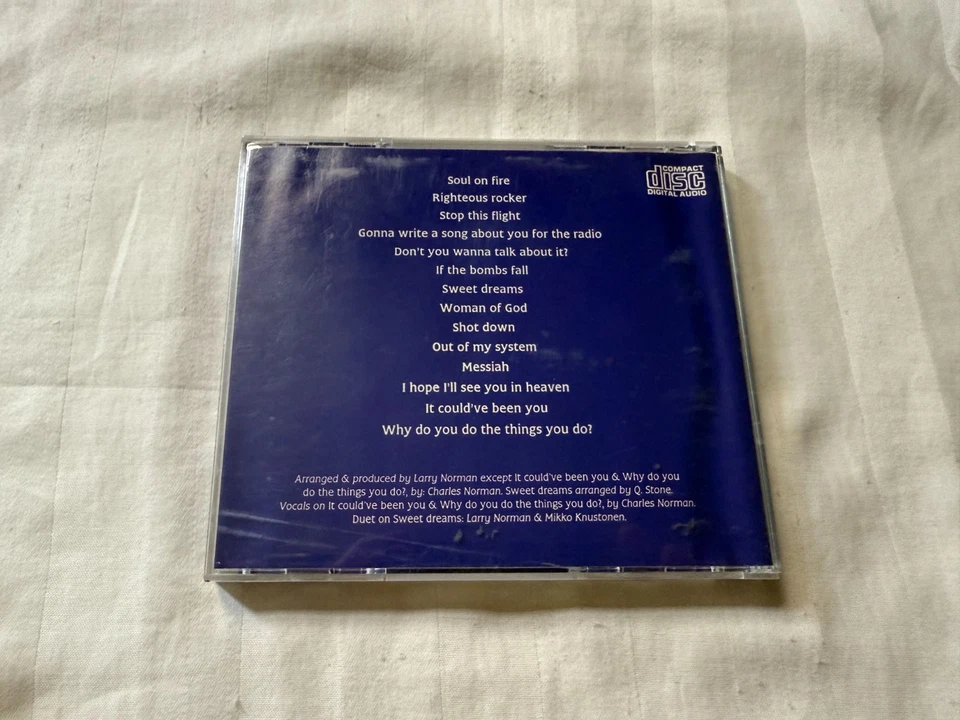 COMPACT
disc
DIGITAL AUDIO
Soul on fire
Righteous rocker
Stop this flight
Gonna write a song about you for the radio
Don't you wanna talk about it?
If the bombs fall
Sweet dreams
Woman of God
Shot down
Out of my system
Messiah
I hope I'll see you in heaven
It could've been you
Why do you do the things you do?
Arranged & produced by Larry Norman except It could've been you & Why do you
do the things you do?, by: Charles Norman. Sweet dreams arranged by Q. Stone.
Vocals on It could've been you & Why do you do the things you do?, by Charles Norman.
Duet on Sweet dreams: Larry Norman & Mikko Knustonen.